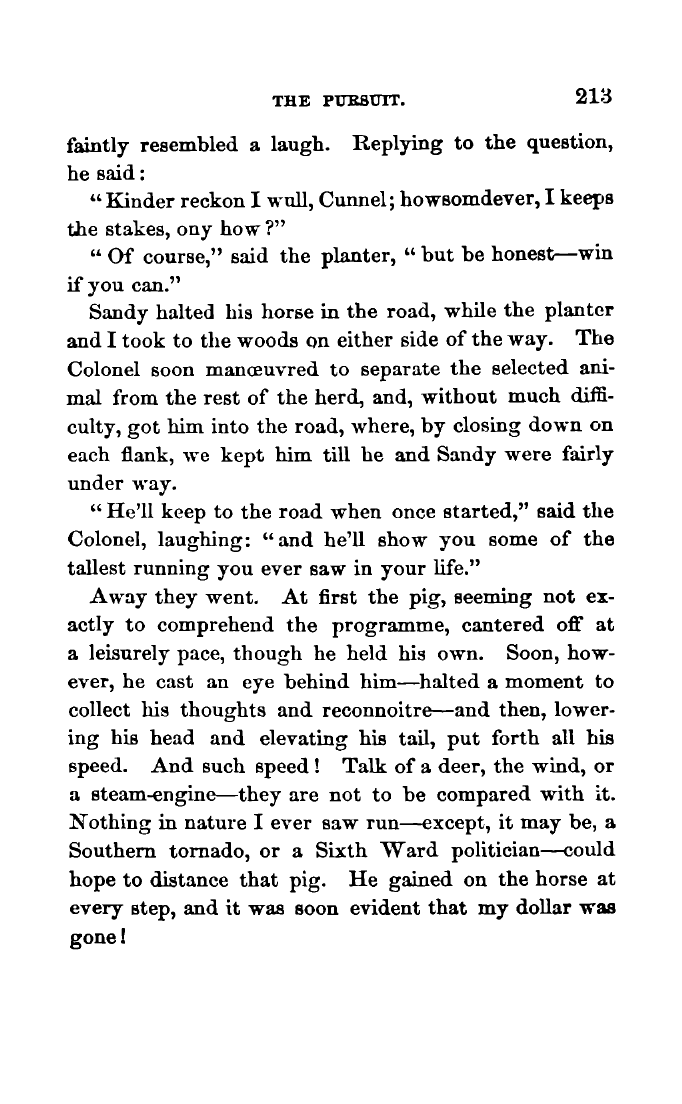 THE PURSUIT. 213
faintly resembled a laugh. Replying to the question,
he said:
“Kinder reckon I wull, Cunnel; howsomdever, I keeps
the stakes, ony how?”
“Of course,” said the planter, “but be honest—win
if you can.”
Sandy halted his horse in the road, while the planter
and I took to the woods on either side of the way. The
Colonel soon manœuvred to separate the selected ani-
mal from the rest of the herd, and, without much diffi-
culty, got him into the road, where, by closing down on
each flank, we kept him till he and Sandy were fairly
under way.
“He’ll keep to the road when once started,” said the
Colonel, laughing: “and he’ll show you some of the
tallest running you ever saw in your life.”
Away they went. At first the pig, seeming not ex-
actly to comprehend the programme, cantered off at
a leisurely pace, though he held his own. Soon, how-
ever, he cast an eye behind him—halted a moment to
collect his thoughts and reconnoitre—and then, lower-
ing his head and elevating his tail, put forth all his
speed. And such speed! Talk of a deer, the wind, or
a steam-engine—they are not to be compared with it.
Nothing in nature I ever saw run—except, it may be, a
Southern tornado, or a Sixth Ward politician—could
hope to distance that pig. He gained on the horse at
every step, and it was soon evident that my dollar was
gone!